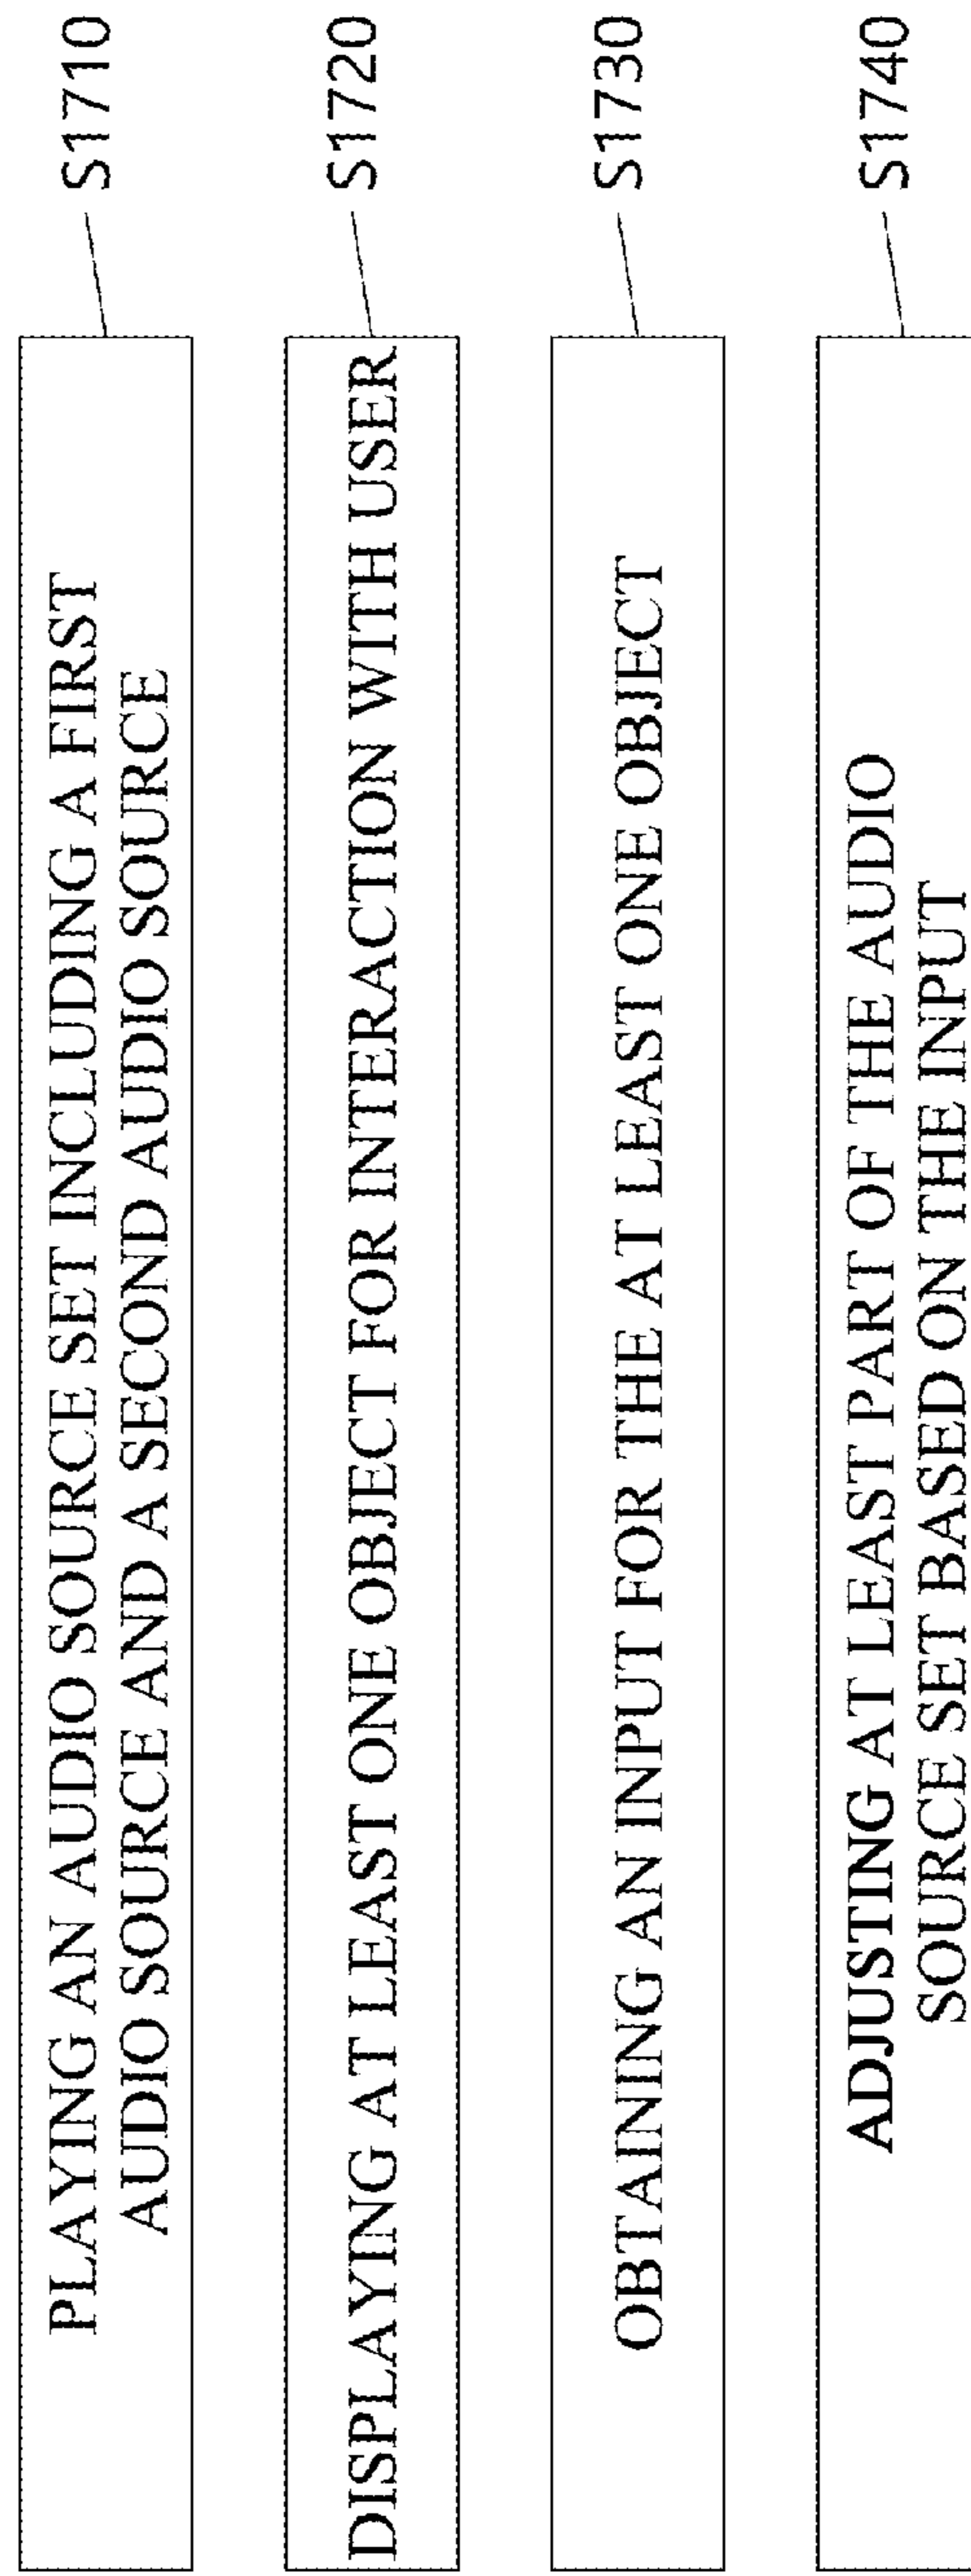 PLAYING AN AUDIO SOURCE SET INCLUDING A FIRST
AUDIO SOURCE AND A SECOND AUDIO SOURCE
S1710
DISPLAYING AT LEAST ONE OBJECT FOR INTERACTION WITH USER
S1720
OBTAINING AN INPUT FOR THE AT LEAST ONE OBJECT
S1730
ADJUSTING AT LEAST PART OF THE AUDIO
SOURCE SET BASED ON THE INPUT
S1740